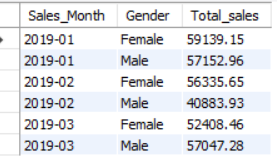 Sales_Month Gender Total_sales
2019-01 Female 59139.15
2019-01 Male 57152.96
2019-02 Female 56335.65
2019-02 Male 40883.93
2019-03 Female 52408.46
2019-03 Male 57047.28